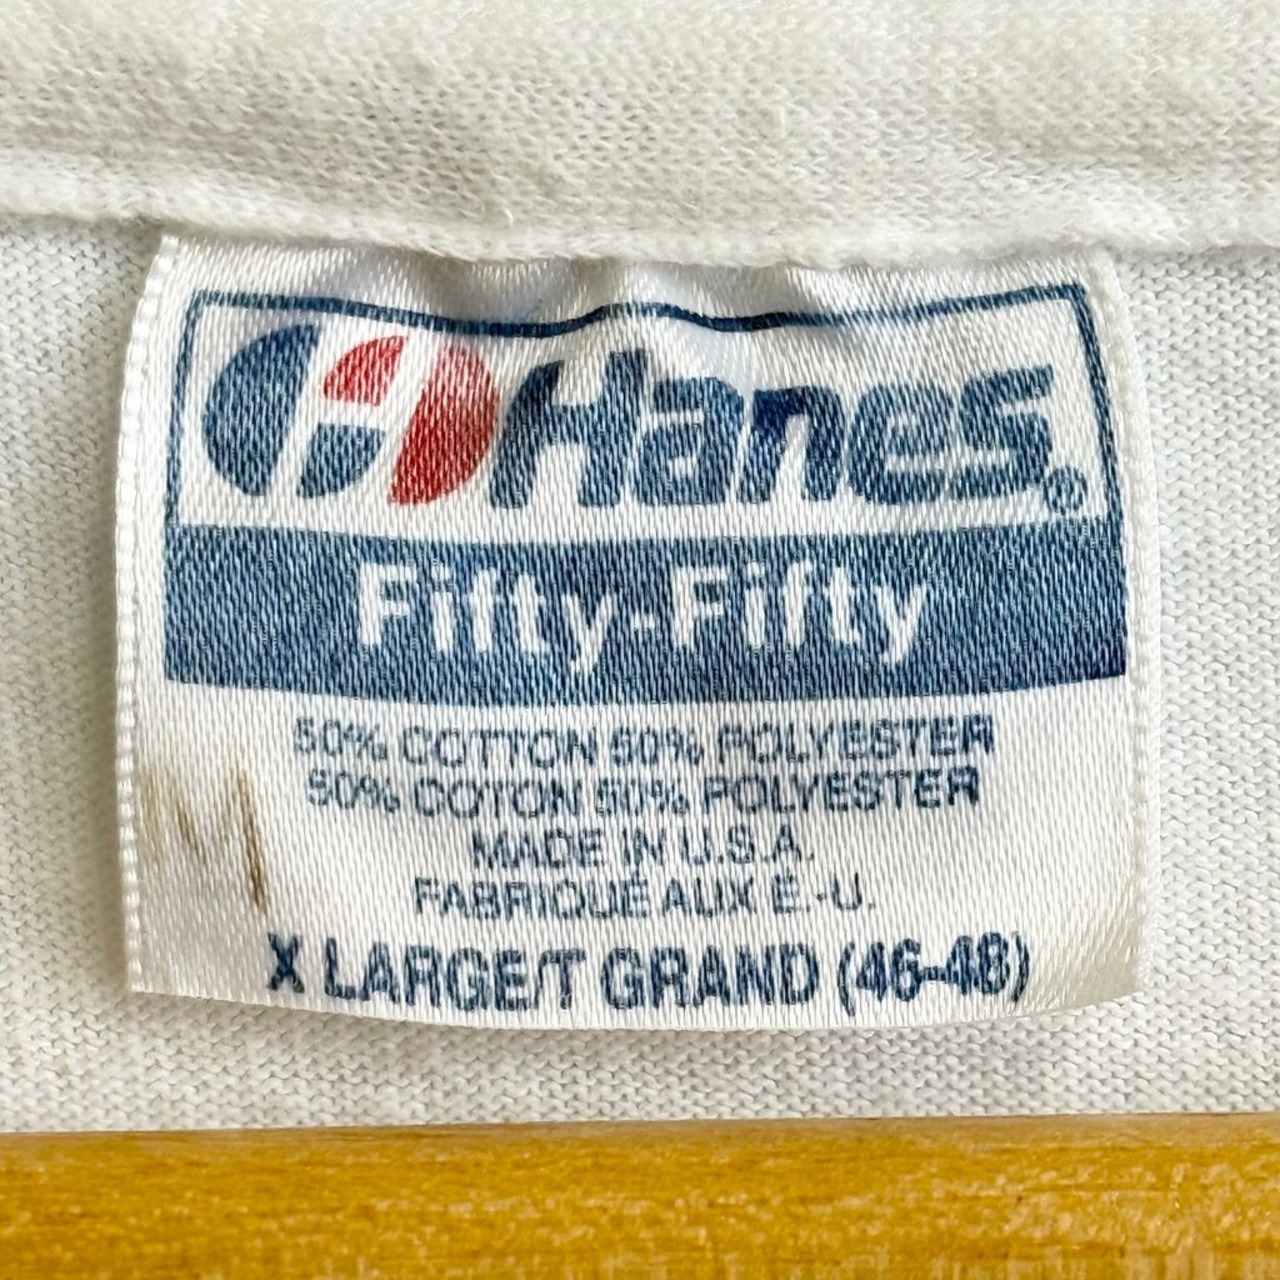 Hanes®
Fifty-Fifty
50% COTTON 50% POLYESTER
50% COTON 50% POLYESTER
MADE IN U.S.A.
FABRIQUÉ AUX É.-U.
M
X LARGE/T GRAND (46-48)